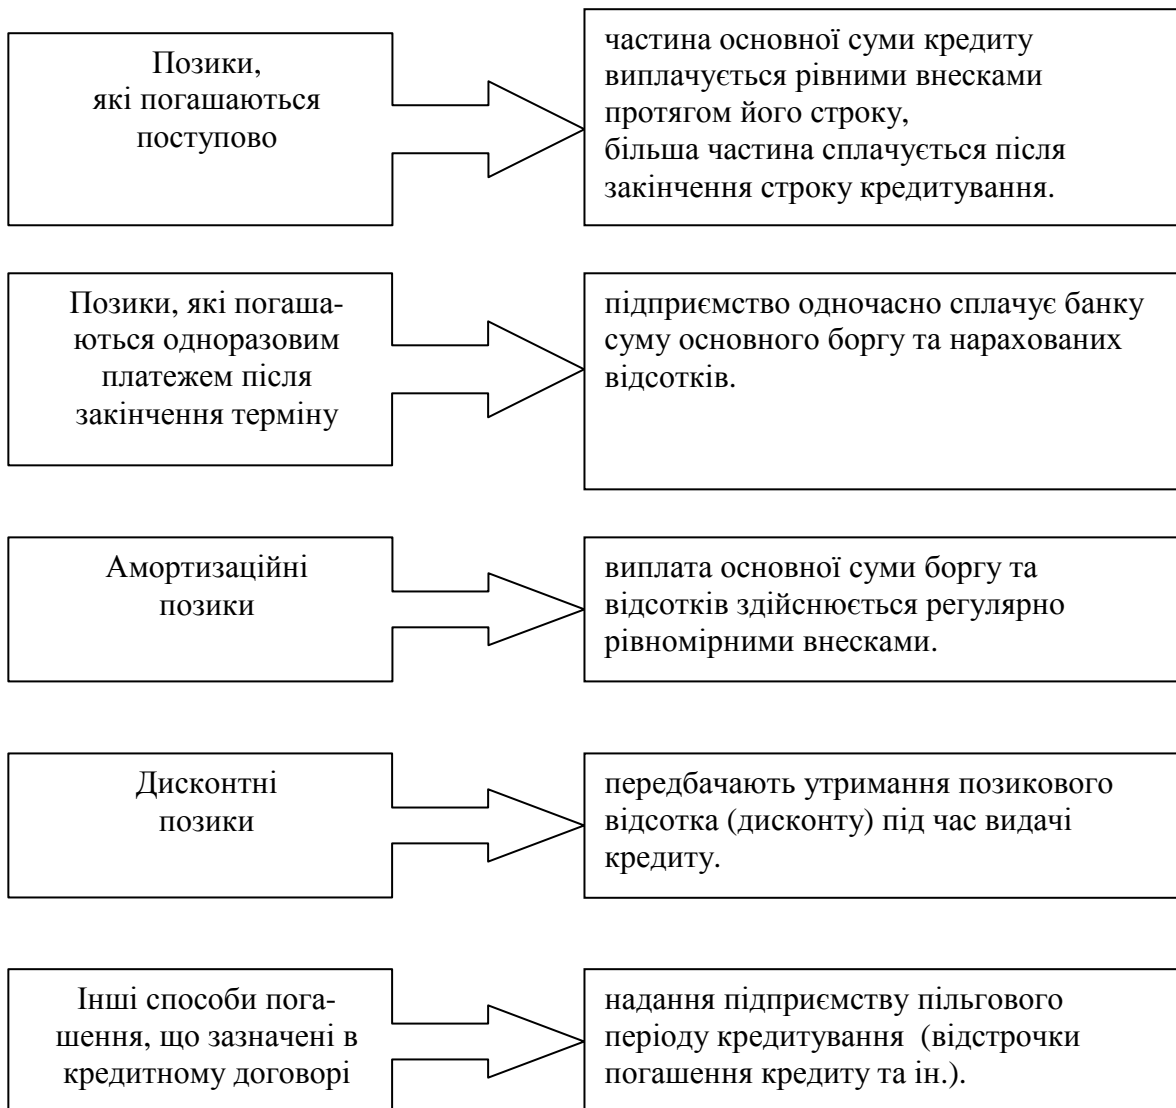 Позики,
які погашаються
поступово
частина основної суми кредиту
виплачується рівними внесками
протягом його строку,
більша частина сплачується після
закінчення строку кредитування.
Позики, які погаша-
ються одноразовим
платежем після
закінчення терміну
підприємство одночасно сплачує банку
суму основного боргу та нарахованих
відсотків.
Амортизаційні
позики
виплата основної суми боргу та
відсотків здійснюється регулярно
рівномірними внесками.
Дисконтні
позики
передбачають утримання позикового
відсотка (дисконту) під час видачі
кредиту.
Інші способи пога-
шення, що зазначені в
кредитному договорі
надання підприємству пільгового
періоду кредитування (відстрочки
погашення кредиту та ін.).